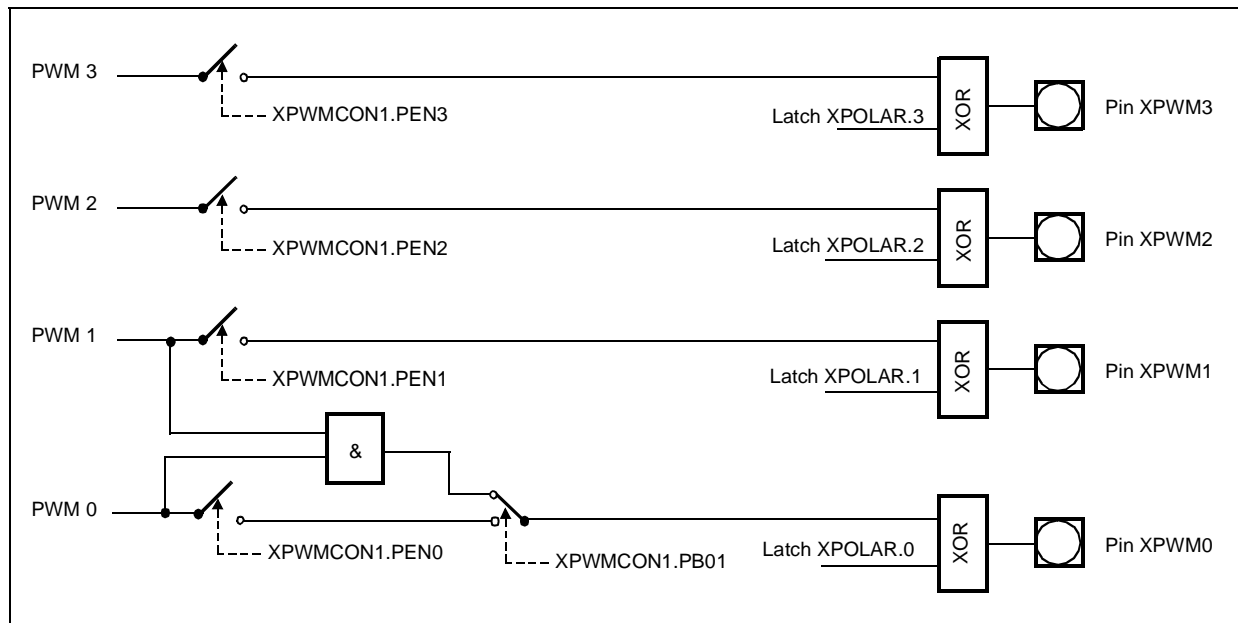 PWM 3
XPWMCON1.PEN3
Latch XPOLAR.3
XOR
Pin XPWM3
PWM 2
XPWMCON1.PEN2
Latch XPOLAR.2
XOR
Pin XPWM2
PWM 1
XPWMCON1.PEN1
Latch XPOLAR.1
XOR
Pin XPWM1
&
PWM 0
XPWMCON1.PEN0
XPWMCON1.PB01
Latch XPOLAR.0
XOR
Pin XPWM0